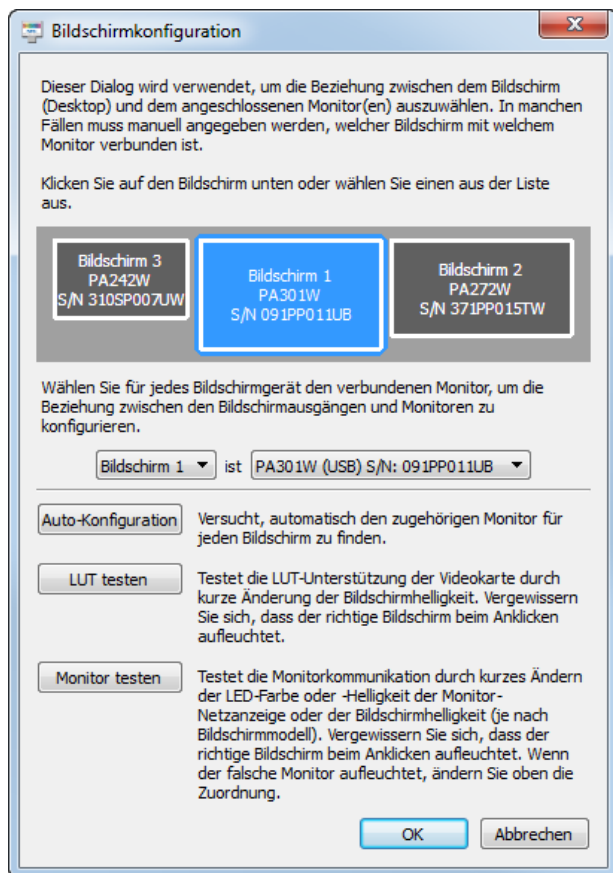 Bildschirmkonfiguration
Dieser Dialog wird verwendet, um die Beziehung zwischen dem Bildschirm
(Desktop) und dem angeschlossenen Monitor(en) auszuwählen. In manchen
Fällen muss manuell angegeben werden, welcher Bildschirm mit welchem
Monitor verbunden ist.
Klicken Sie auf den Bildschirm unten oder wählen Sie einen aus der Liste
aus.
Bildschirm 3
PA242W
S/N 310SP007UW
Bildschirm 1
PA301W
S/N 091PP011UB
Bildschirm 2
PA272W
S/N 371PP015TW
Wählen Sie für jedes Bildschirmgerät den verbundenen Monitor, um die
Beziehung zwischen den Bildschirmausgängen und Monitoren zu
konfigurieren.
Bildschirm 1 ist PA301W (USB) S/N: 091PP011UB
Auto-Konfiguration
Versucht, automatisch den zugehörigen Monitor für
jeden Bildschirm zu finden.
LUT testen
Testet die LUT-Unterstützung der Videokarte durch
kurze Änderung der Bildschirmhelligkeit. Vergewissern
Sie sich, dass der richtige Bildschirm beim Anklicken
aufleuchtet.
Monitor testen
Testet die Monitorkommunikation durch kurzes Ändern
der LED-Farbe oder -Helligkeit der Monitor-
Netzanzeige oder der Bildschirmhelligkeit (je nach
Bildschirmmodell). Vergewissern Sie sich, dass der
richtige Bildschirm beim Anklicken aufleuchtet. Wenn
der falsche Monitor aufleuchtet, ändern Sie oben die
Zuordnung.
OK
Abbrechen